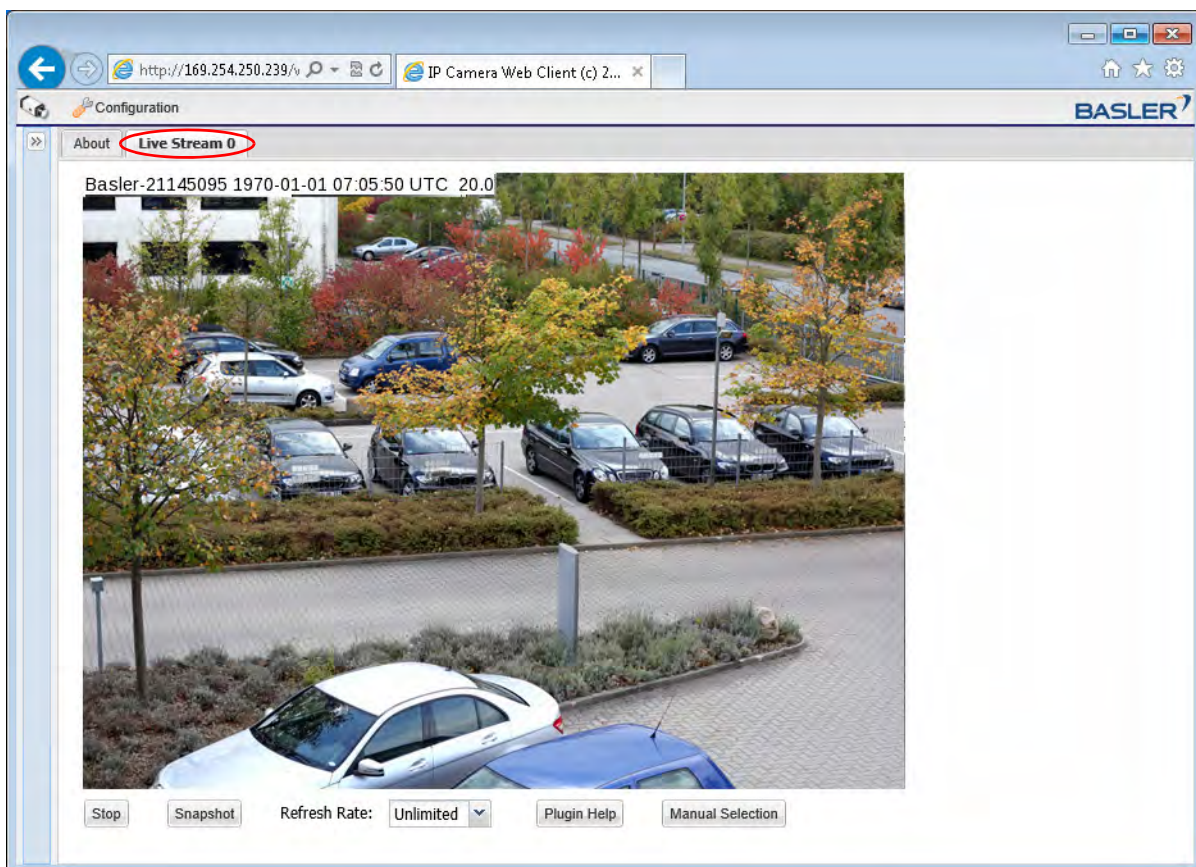 http://169.254.250.239/v
IP Camera Web Client (c) 2...
Configuration
BASLER
About
Live Stream 0
Basler-21145095 1970-01-01 07:05:50 UTC 20.0
Stop
Snapshot
Refresh Rate:
Unlimited
Plugin Help
Manual Selection